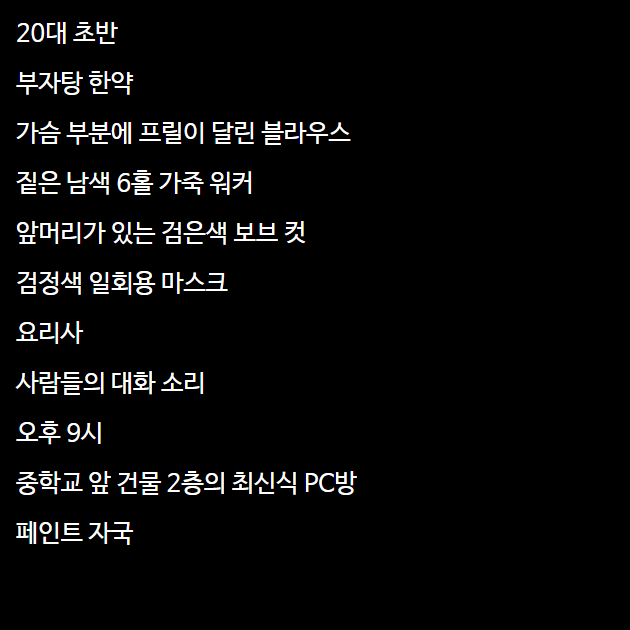 20대 초반
부자탕 한약
가슴 부분에 프릴이 달린 블라우스
짙은 남색 6홀 가죽 워커
앞머리가 있는 검은색 보브 컷
검정색 일회용 마스크
요리사
사람들의 대화 소리
오후 9시
중학교 앞 건물 2층의 최신식 PC방
페인트 자국